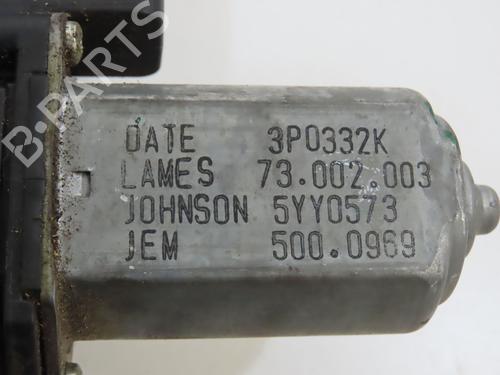 B-PARTS
DATE 3P0332K
LAMES 73.002.003
JOHNSON 5YY0573
JEM 500.0969